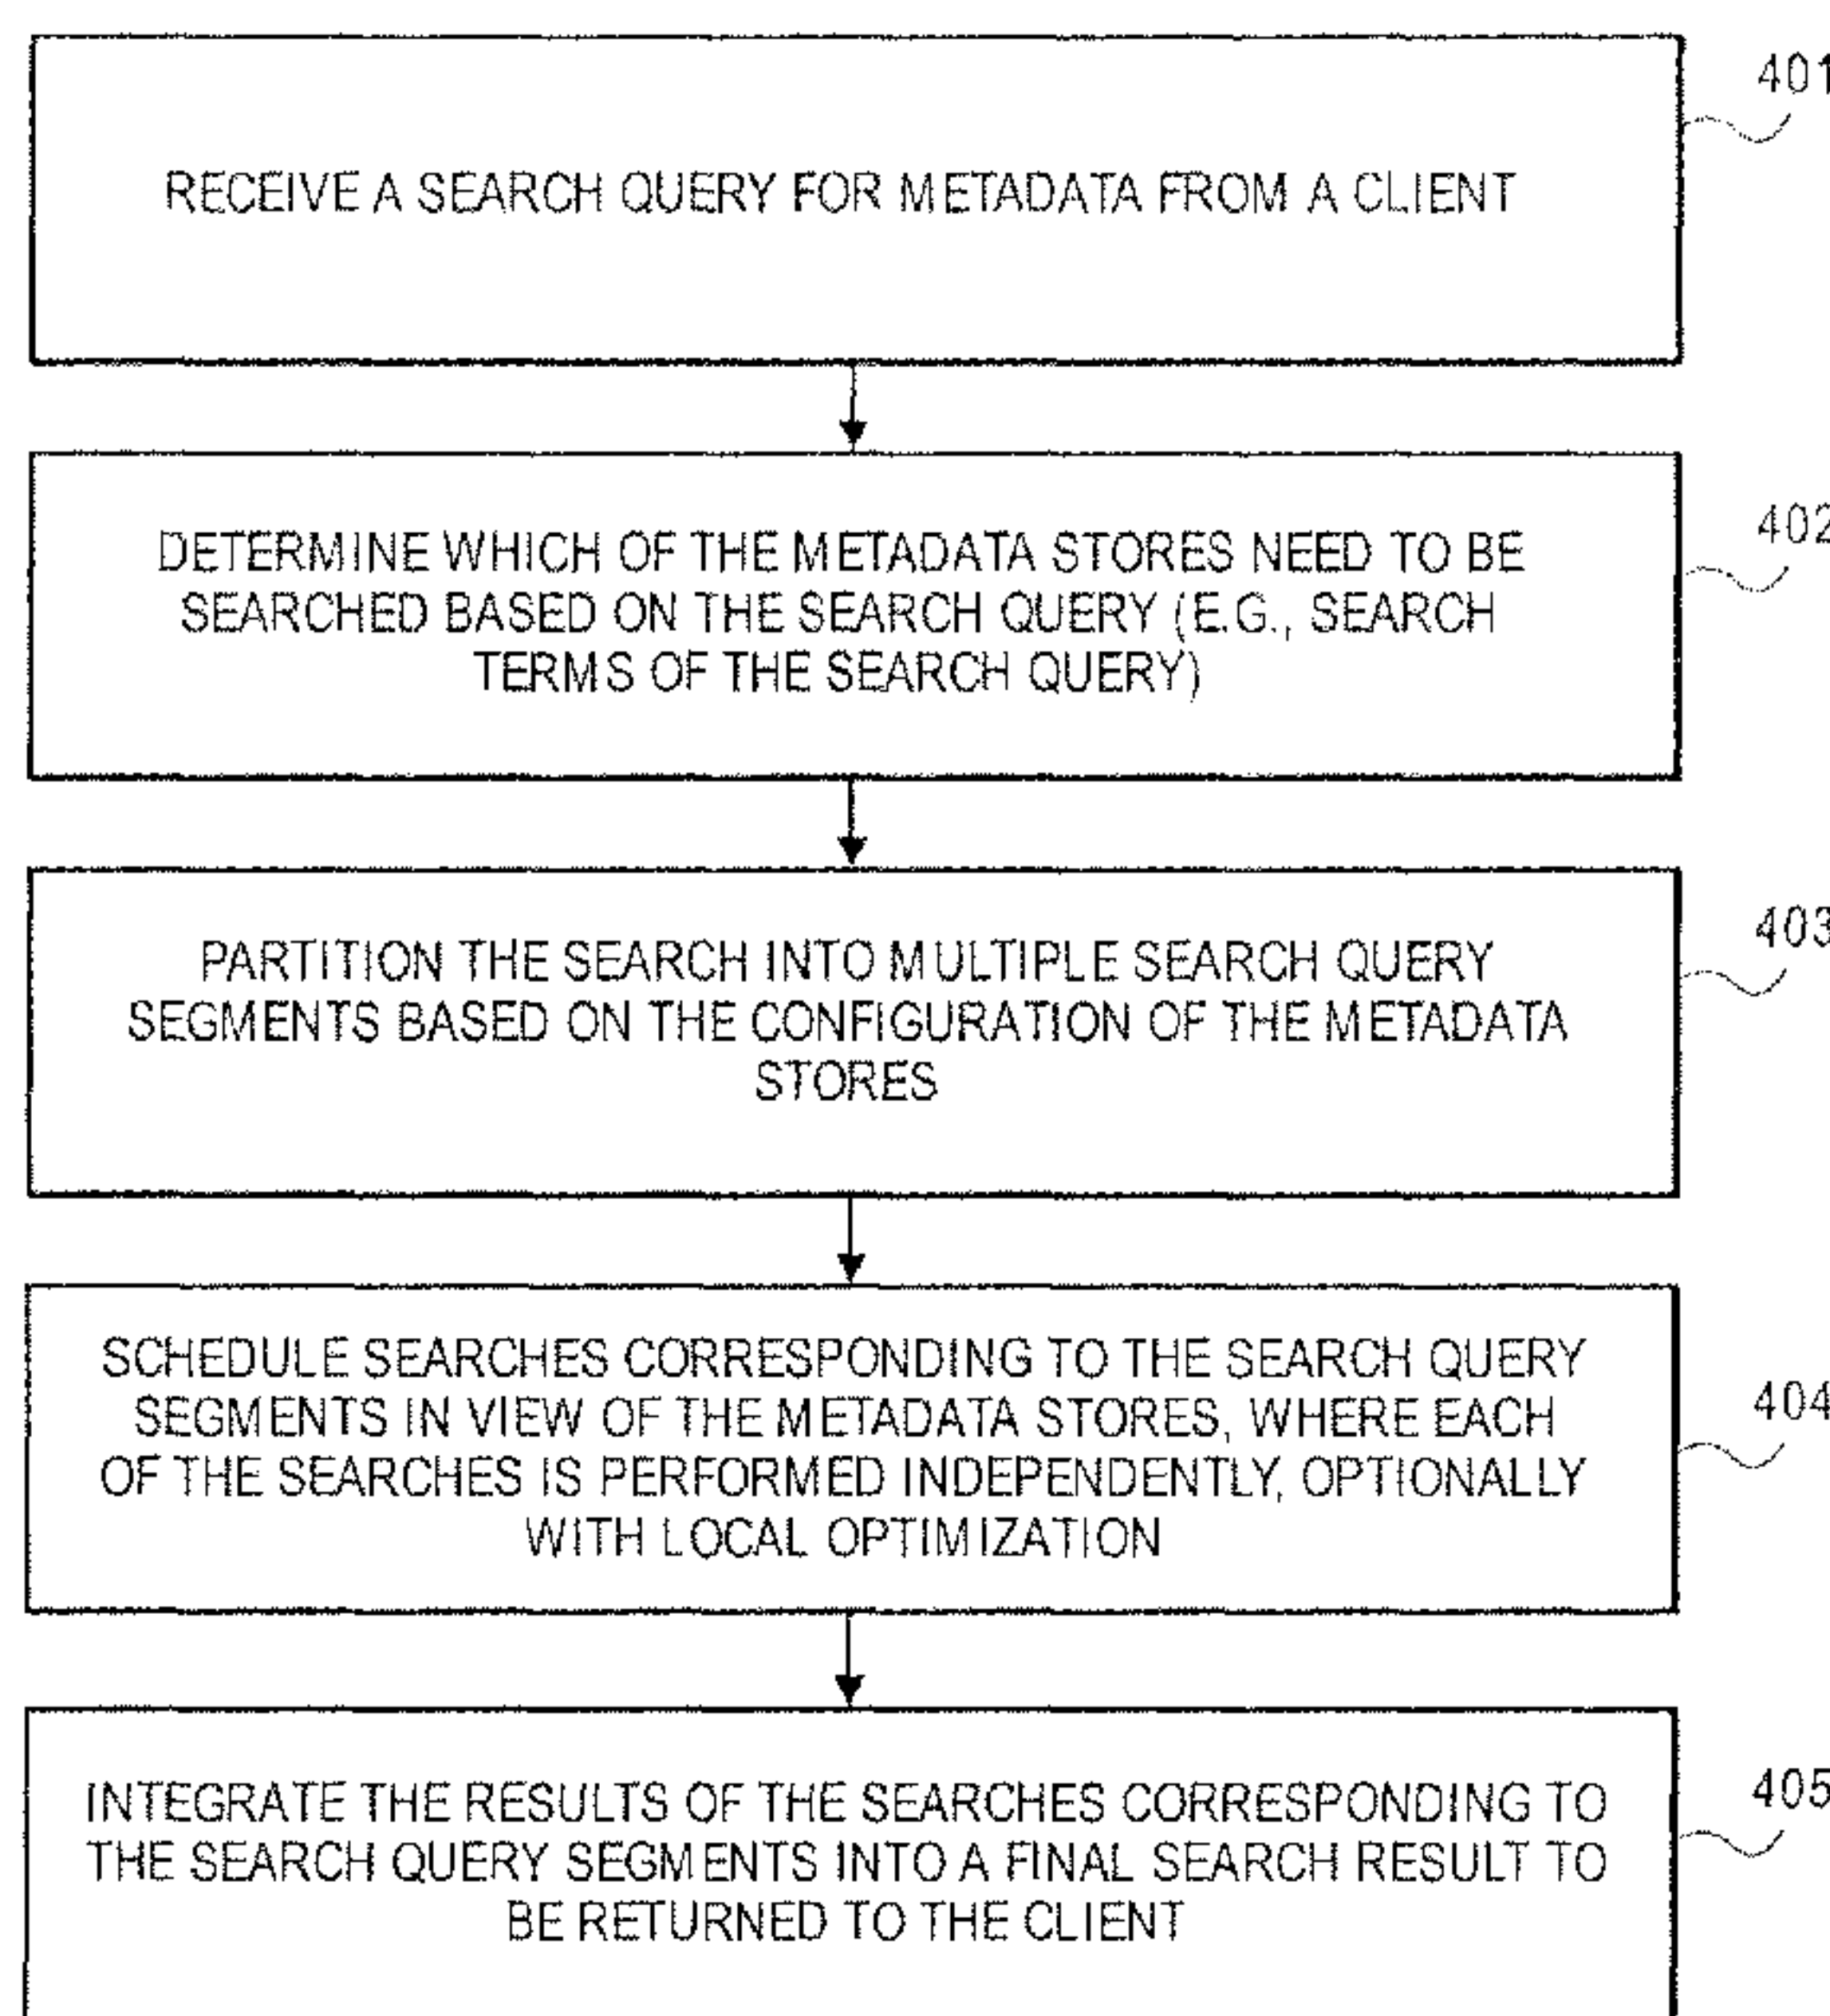 401
RECEIVE A SEARCH QUERY FOR METADATA FROM A CLIENT
402
DETERMINE WHICH OF THE METADATA STORES NEED TO BE
SEARCHED BASED ON THE SEARCH QUERY (E.G., SEARCH
TERMS OF THE SEARCH QUERY)
403
PARTITION THE SEARCH INTO MULTIPLE SEARCH QUERY
SEGMENTS BASED ON THE CONFIGURATION OF THE METADATA
STORES
404
SCHEDULE SEARCHES CORRESPONDING TO THE SEARCH QUERY
SEGMENTS IN VIEW OF THE METADATA STORES, WHERE EACH
OF THE SEARCHES IS PERFORMED INDEPENDENTLY, OPTIONALLY
WITH LOCAL OPTIMIZATION
405
INTEGRATE THE RESULTS OF THE SEARCHES CORRESPONDING TO
THE SEARCH QUERY SEGMENTS INTO A FINAL SEARCH RESULT TO
BE RETURNED TO THE CLIENT